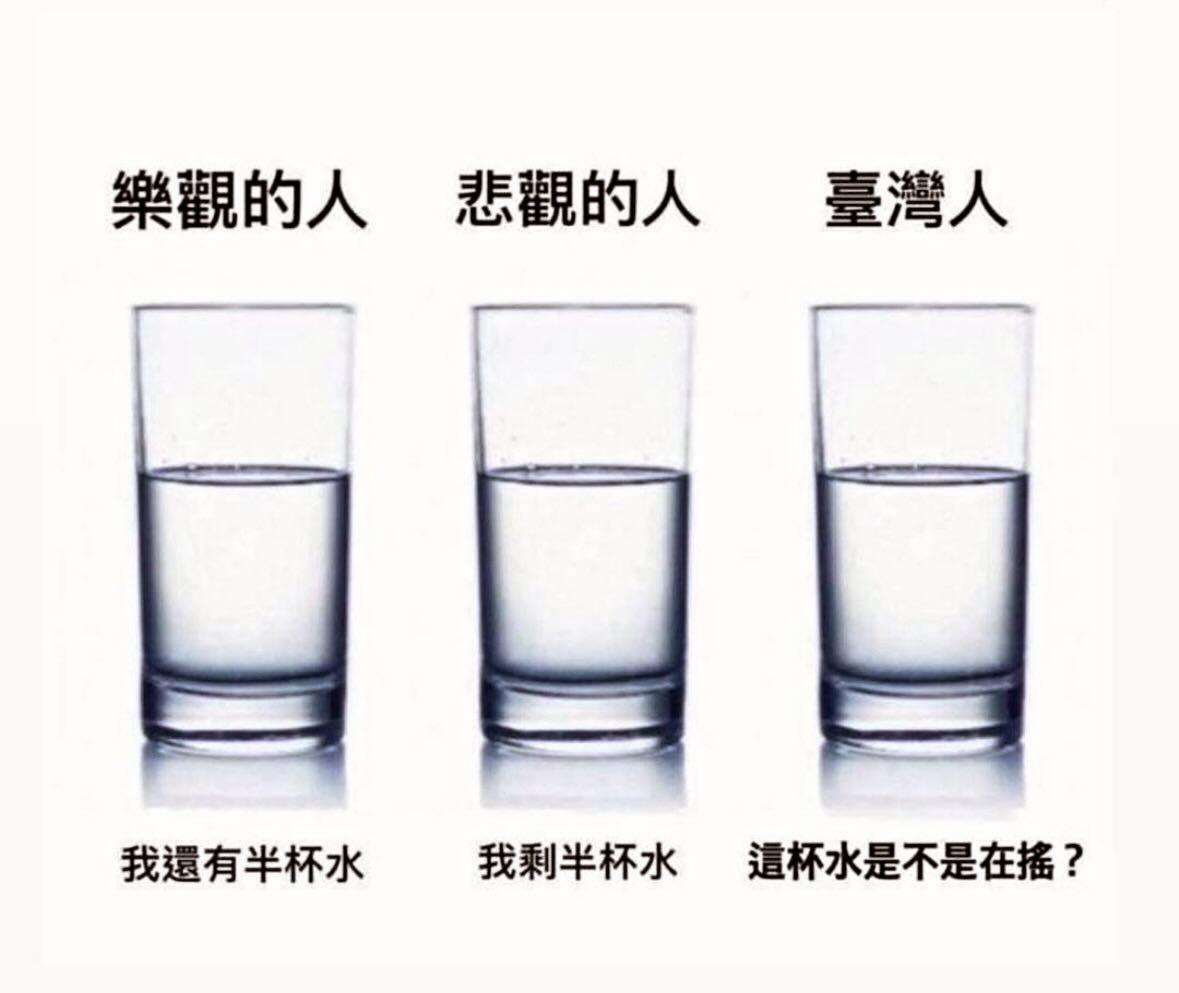 樂觀的人
悲觀的人
臺灣人
我還有半杯水
我剩半杯水
這杯水是不是在搖？